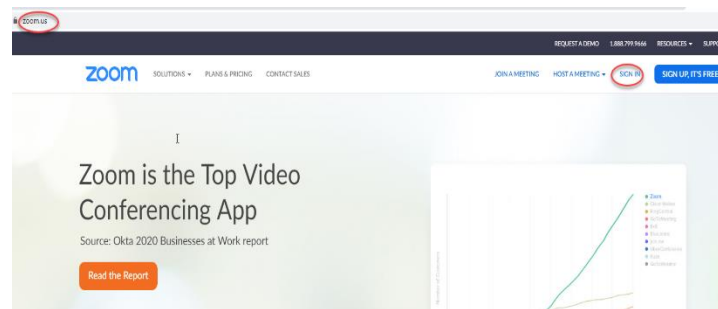 zoom.us
REQUEST A DEMO 1.888.799.9666 RESOURCES SUPPO
zoom SOLUTIONS PLANS & PRICING CONTACT SALES JOIN A MEETING HOST A MEETING SIGN IN SIGN UP, IT'S FREE
Zoom is the Top Video
Conferencing App
Source: Okta 2020 Businesses at Work report
Read the Report
Zoom